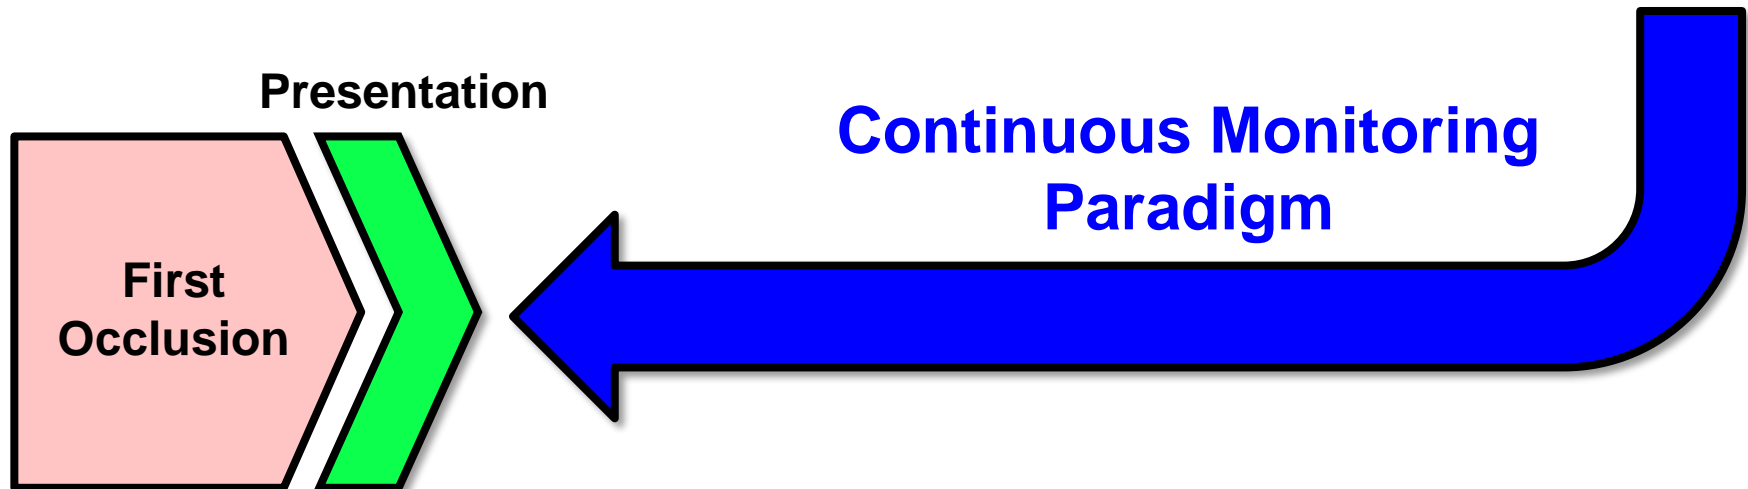 Presentation
Continuous Monitoring
Paradigm
First
Occlusion